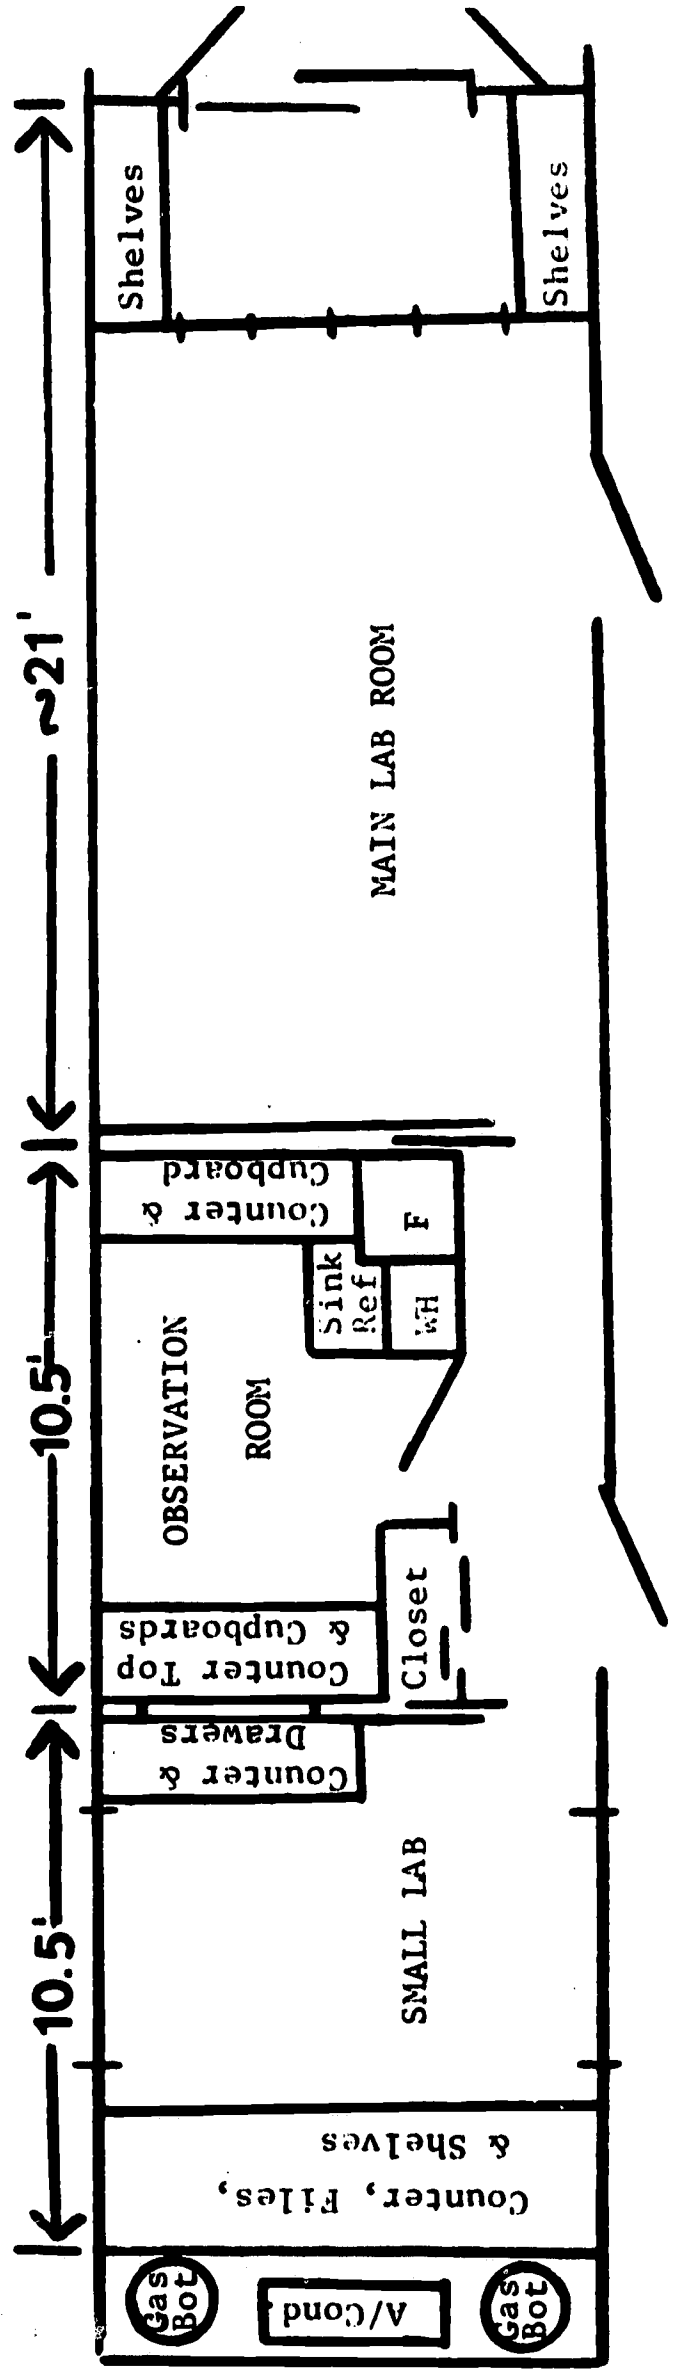 Shelves
Shelves
~21'
MAIN LAB ROOM
Counter &
Cupboard
F
Sink
Ref
WH
10.5'
OBSERVATION
ROOM
Counter Top
& Cupboards
Closet
Counter &
Drawers
10.5'
SMALL LAB
Counter, Files,
& Shelves
Gas
Bot
A/Cond
Gas
Bot